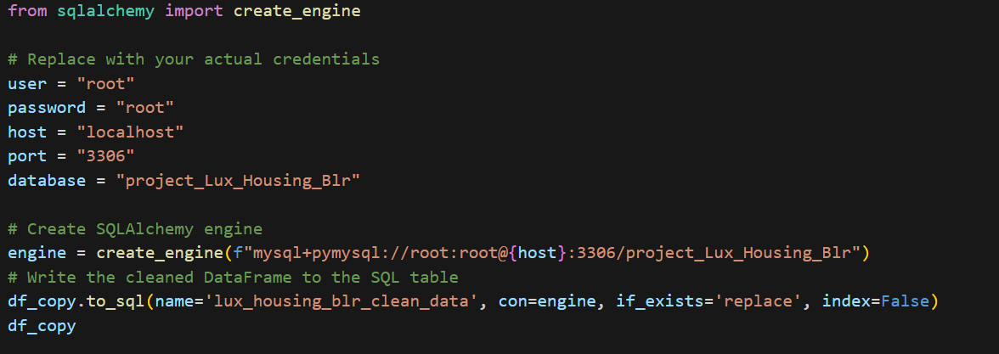 from sqlalchemy import create_engine
# Replace with your actual credentials
user = "root"
password = "root"
host = "localhost"
port = "3306"
database = "project_Lux_Housing_Blr"
# Create SQLAlchemy engine
engine = create_engine(f"mysql+pymysql://root:root@{host}:3306/project_Lux_Housing_Blr")
# Write the cleaned DataFrame to the SQL table
df_copy.to_sql(name='lux_housing_blr_clean_data', con=engine, if_exists='replace', index=False)
df_copy